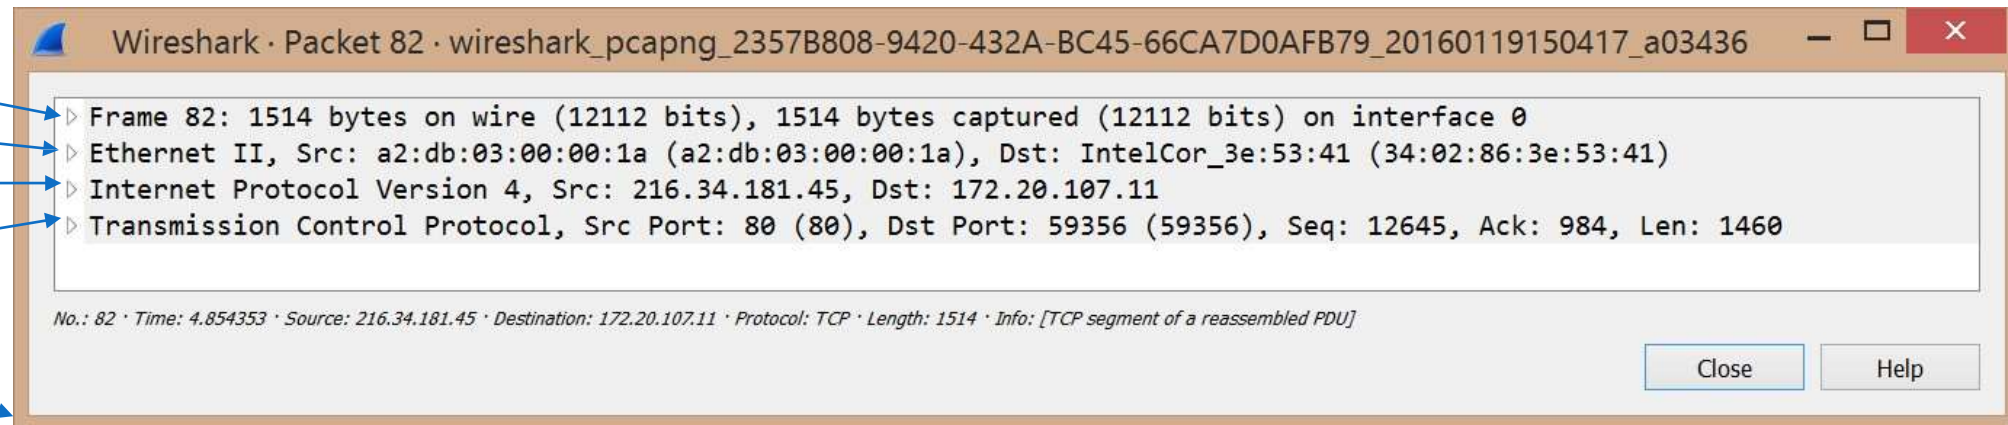 Wireshark · Packet 82 · wireshark_pcapng_2357B808-9420-432A-BC45-66CA7D0AFB79_20160119150417_a03436
Frame 82: 1514 bytes on wire (12112 bits), 1514 bytes captured (12112 bits) on interface 0
Ethernet II, Src: a2:db:03:00:00:1a (a2:db:03:00:00:1a), Dst: IntelCor_3e:53:41 (34:02:86:3e:53:41)
Internet Protocol Version 4, Src: 216.34.181.45, Dst: 172.20.107.11
Transmission Control Protocol, Src Port: 80 (80), Dst Port: 59356 (59356), Seq: 12645, Ack: 984, Len: 1460
No.: 82 · Time: 4.854353 · Source: 216.34.181.45 · Destination: 172.20.107.11 · Protocol: TCP · Length: 1514 · Info: [TCP segment of a reassembled PDU]
Close Help